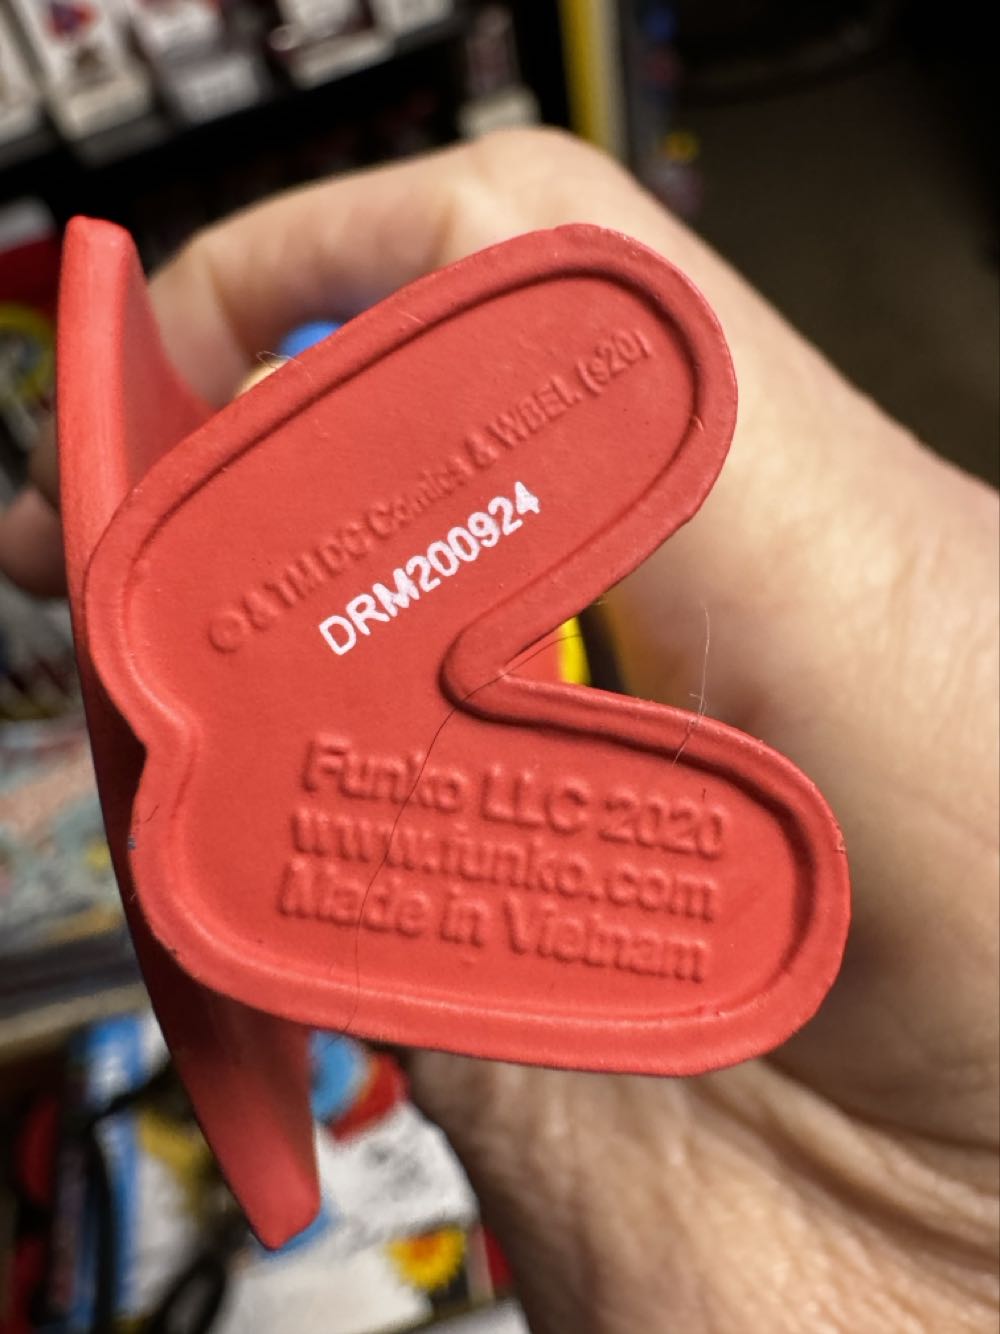 © & TM DC Comics & WBEI. (s20)
DRM200924
Funko LLC 2020
www.funko.com
Made in Vietnam